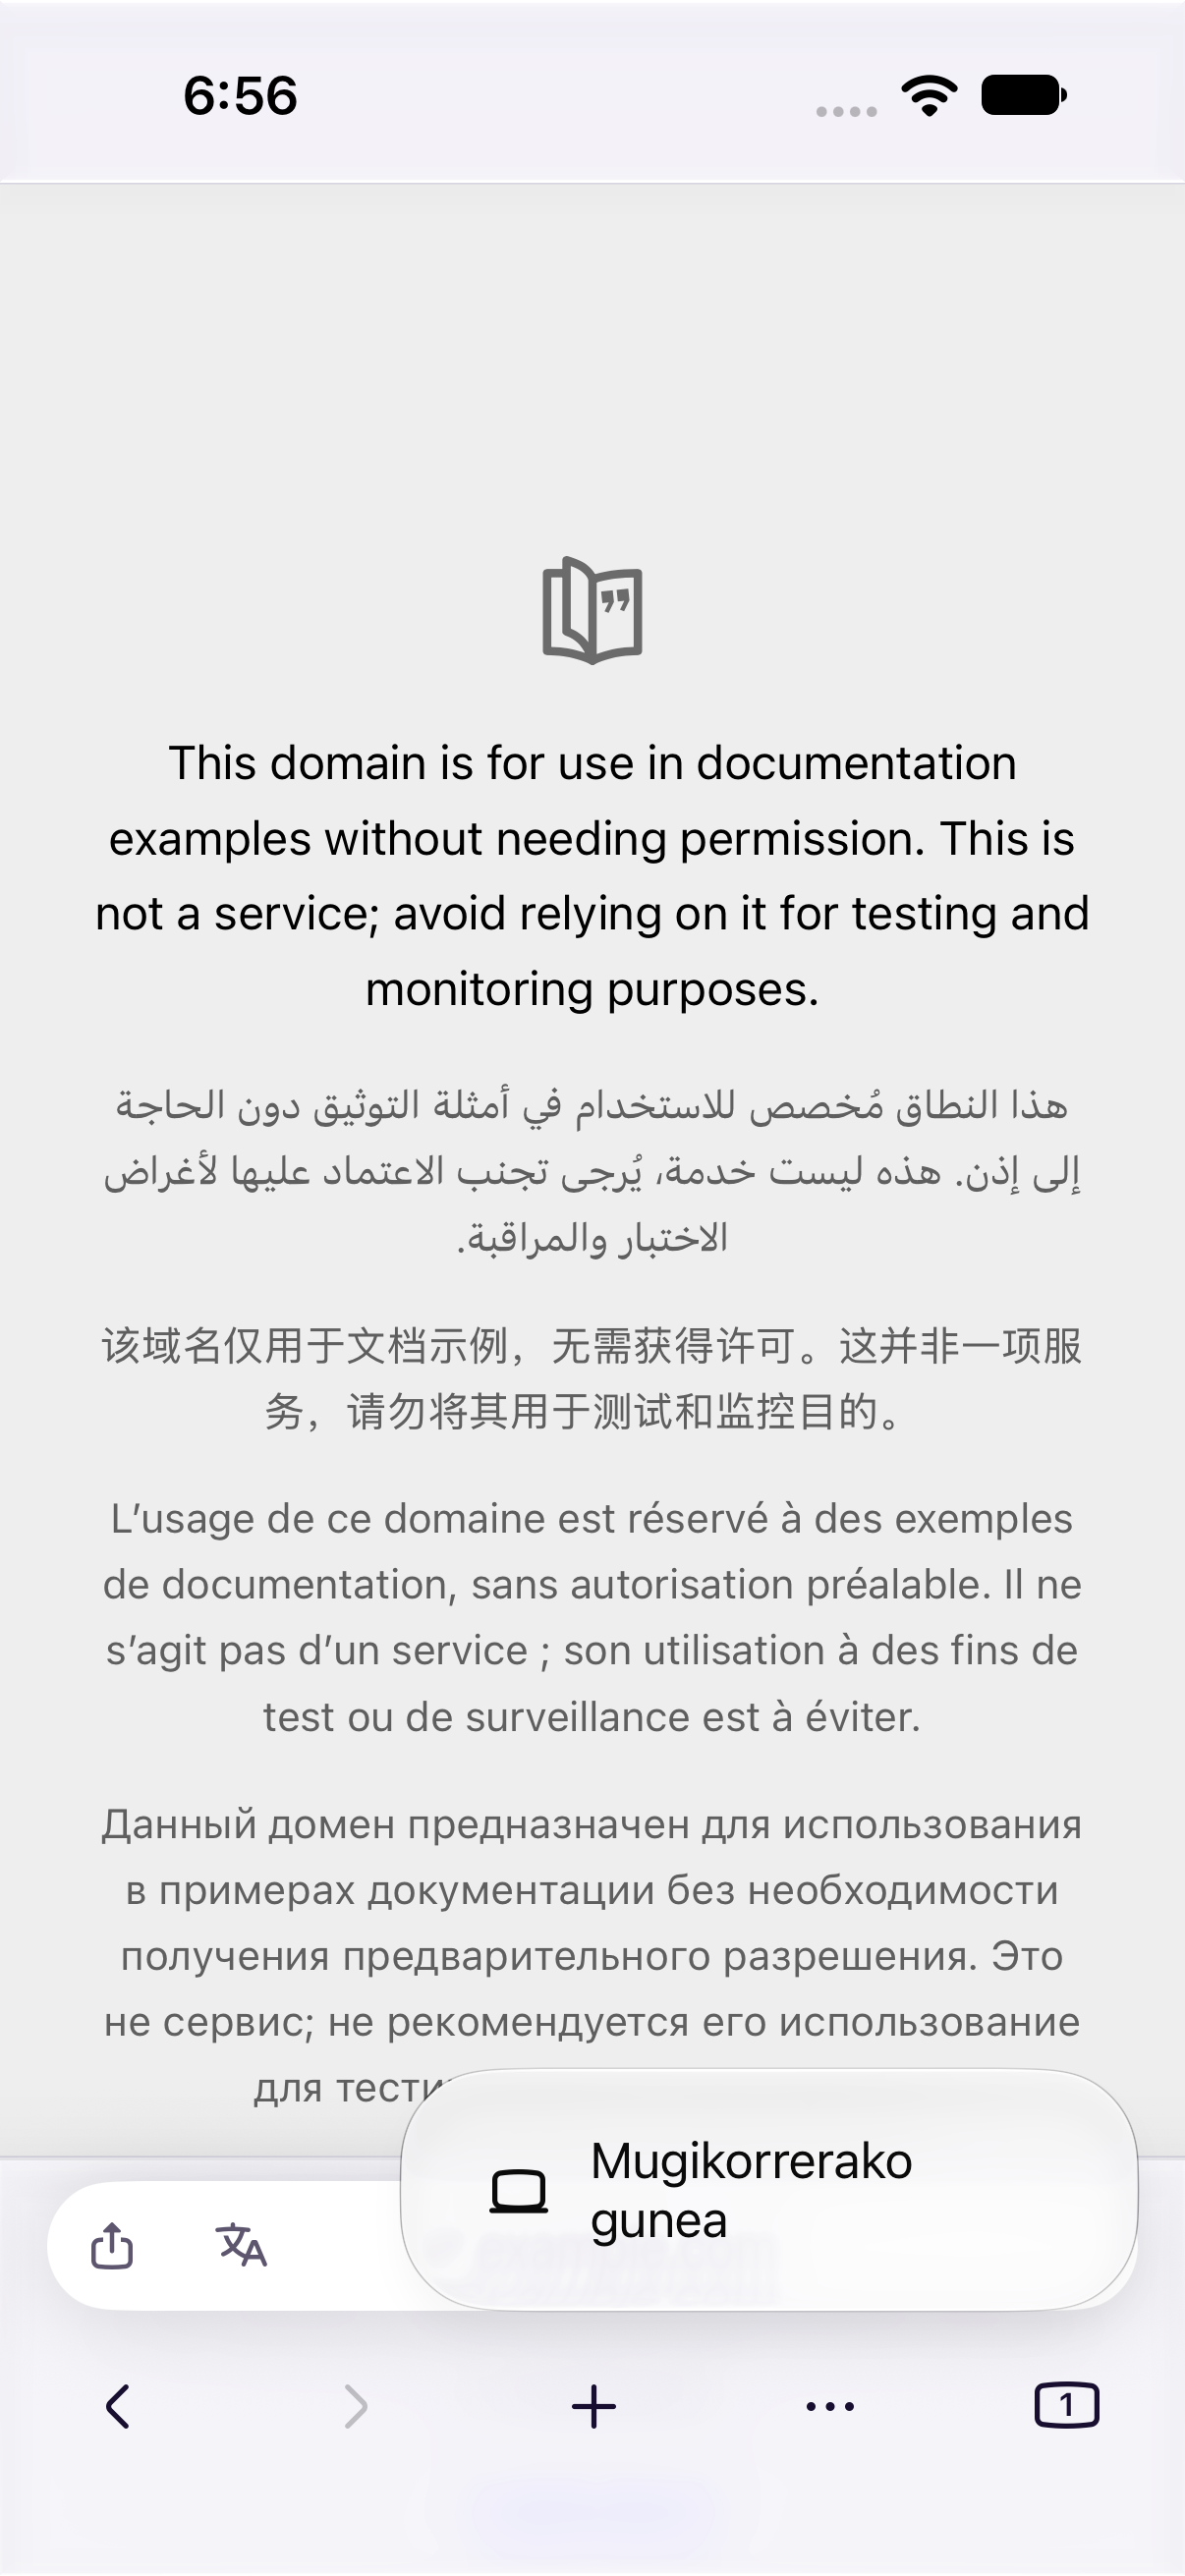 6:56
This domain is for use in documentation
examples without needing permission. This is
not a service; avoid relying on it for testing and
monitoring purposes.
هذا النطاق مُخصص للاستخدام في أمثلة التوثيق دون الحاجة
إلى إذن. هذه ليست خدمة، يُرجى تجنب الاعتماد عليها لأغراض
الاختبار والمراقبة.
该域名仅用于文档示例，无需获得许可。这并非一项服
务，请勿将其用于测试和监控目的。
L’usage de ce domaine est réservé à des exemples
de documentation, sans autorisation préalable. Il ne
s’agit pas d’un service ; son utilisation à des fins de
test ou de surveillance est à éviter.
Данный домен предназначен для использования
в примерах документации без необходимости
получения предварительного разрешения. Это
не сервис; не рекомендуется его использование
для
Mugikorrerako
gunea
1